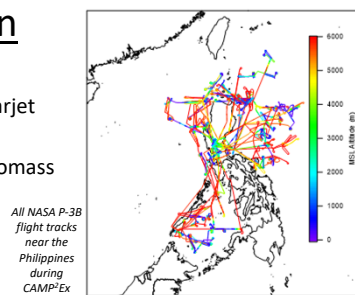 n
arjet
omass
All NASA P-3B
flight tracks
near the
Philippines
during
CAMP²Ex
6000
5000
4000
3000
2000
1000
0
MSL Altitude (m)